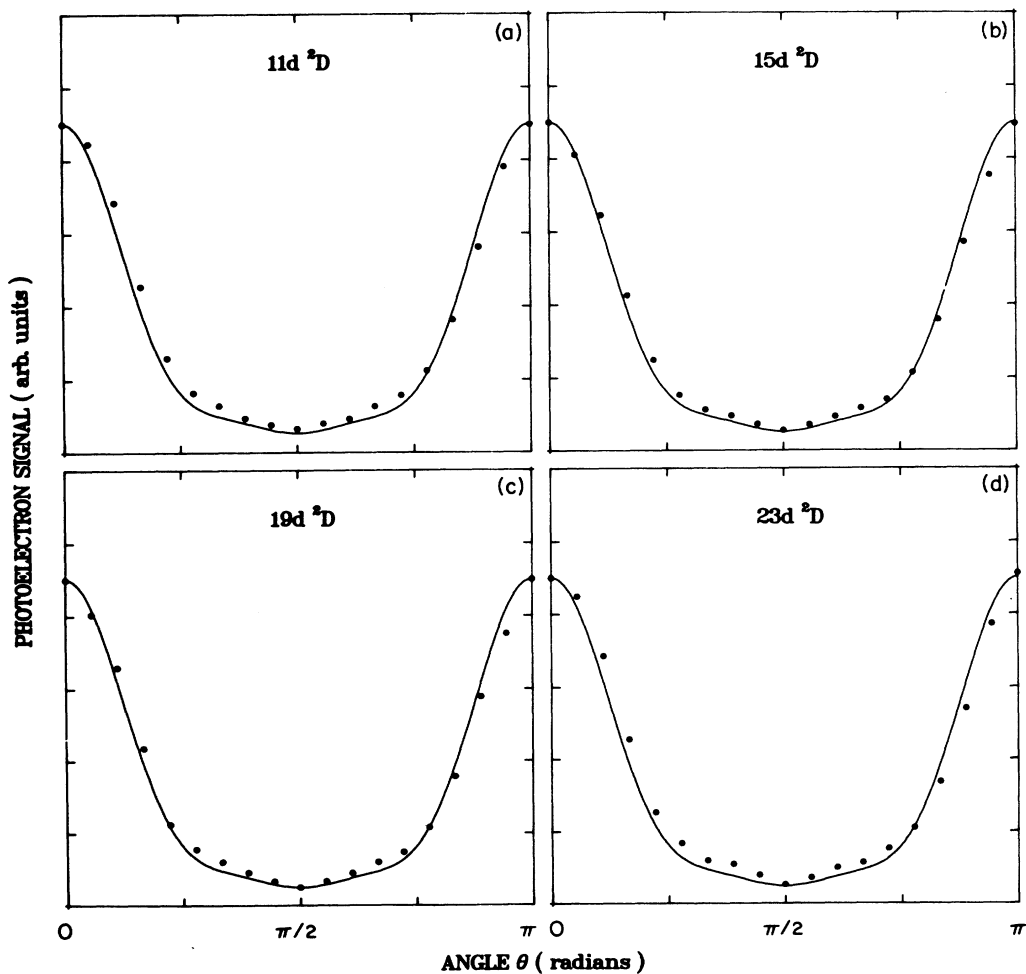 (a)
11d ²D
(b)
15d ²D
(c)
19d ²D
(d)
23d ²D
PHOTOELECTRON SIGNAL ( arb. units )
0
π/2
π
0
π/2
π
ANGLE θ ( radians )